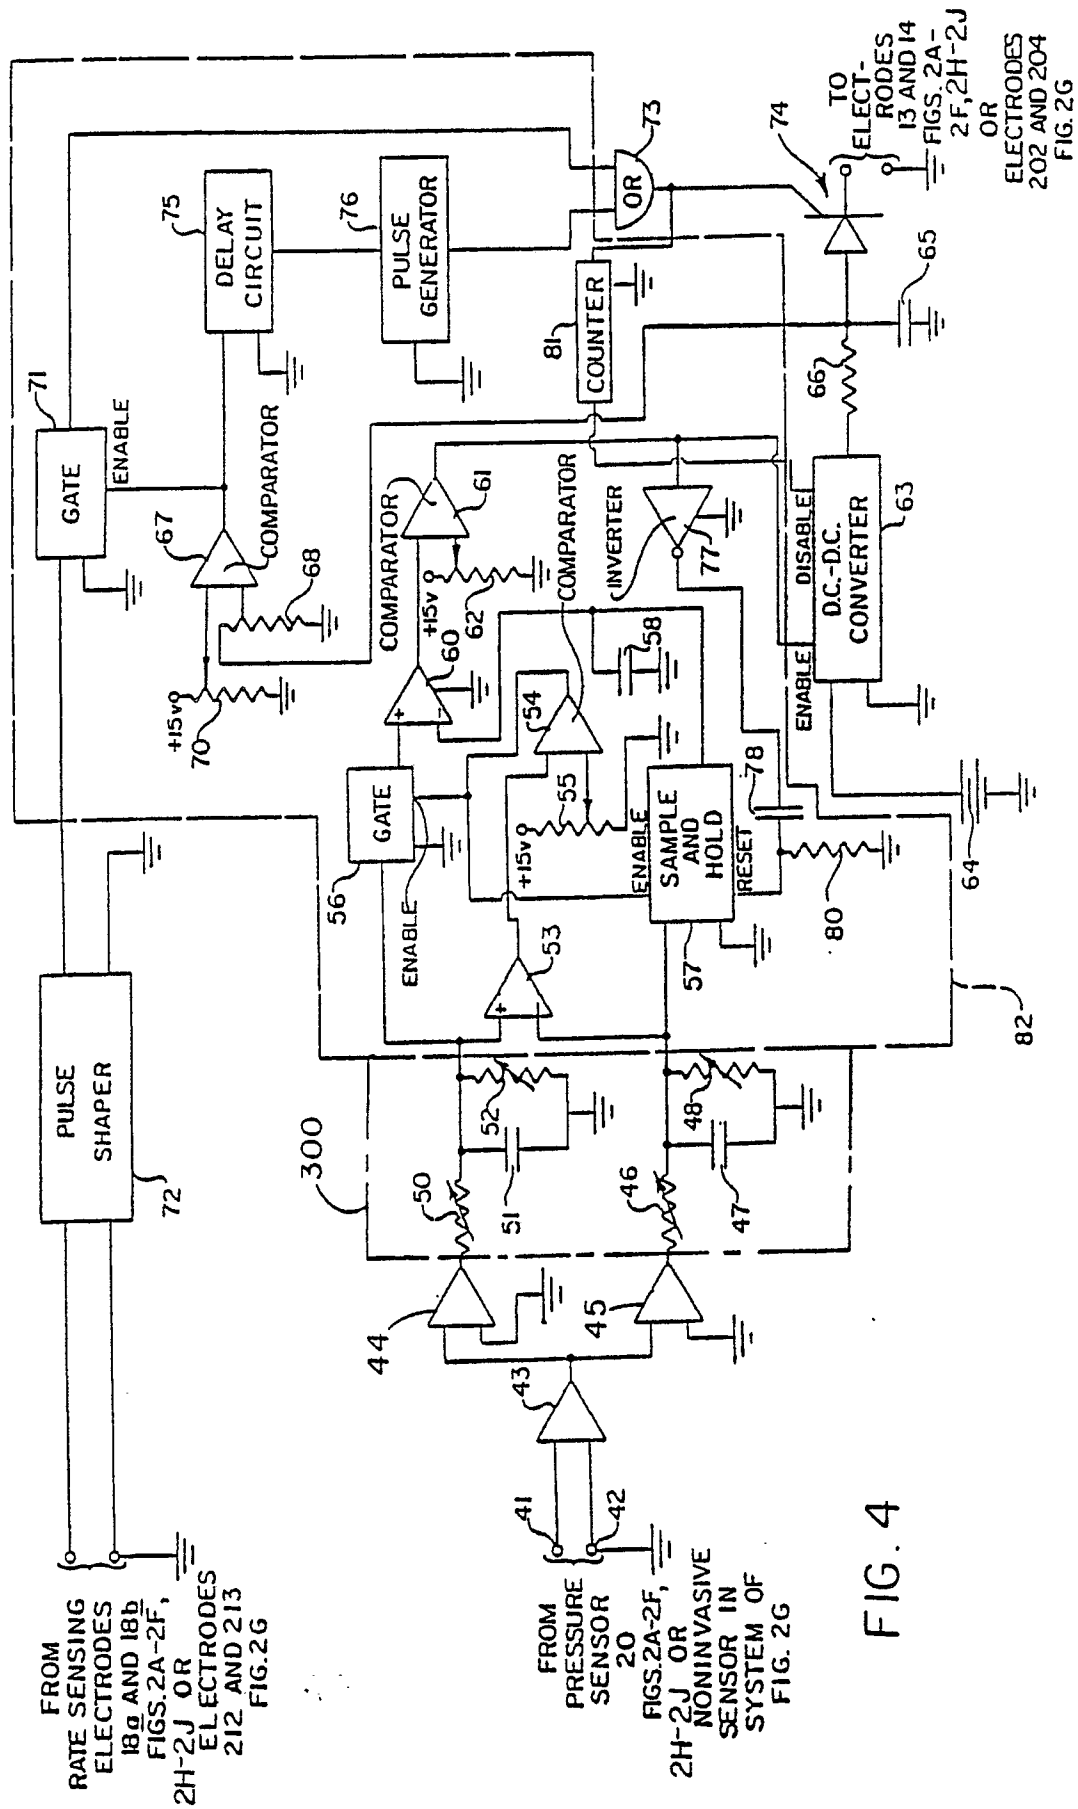 FROM
RATE SENSING
ELECTRODES
18a AND 18b
FIGS.2A-2F,
2H-2J OR
ELECTRODES
212 AND 213
FIG.2G
PULSE
SHAPER
72
GATE
71
ENABLE
67
COMPARATOR
+15v
70
68
DELAY
CIRCUIT
75
PULSE
GENERATOR
76
OR
73
74
TO
ELECT-
RODES
13 AND 14
FIGS. 2A-
2F,2H-2J
OR
ELECTRODES
202 AND 204
FIG. 2G
COUNTER
81
65
66
FROM
PRESSURE
SENSOR
20
FIGS.2A-2F,
2H-2J OR
NONINVASIVE
SENSOR IN
SYSTEM OF
FIG. 2G
41
42
43
44
45
300
50
51
52
46
47
48
53
+
-
56
GATE
ENABLE
+
-
60
COMPARATOR
61
+15v
62
54
COMPARATOR
+15v
55
58
ENABLE
SAMPLE
AND
HOLD
RESET
57
INVERTER
77
78
80
ENABLE
DISABLE
D.C.-D.C.
CONVERTER
63
64
82
FIG. 4